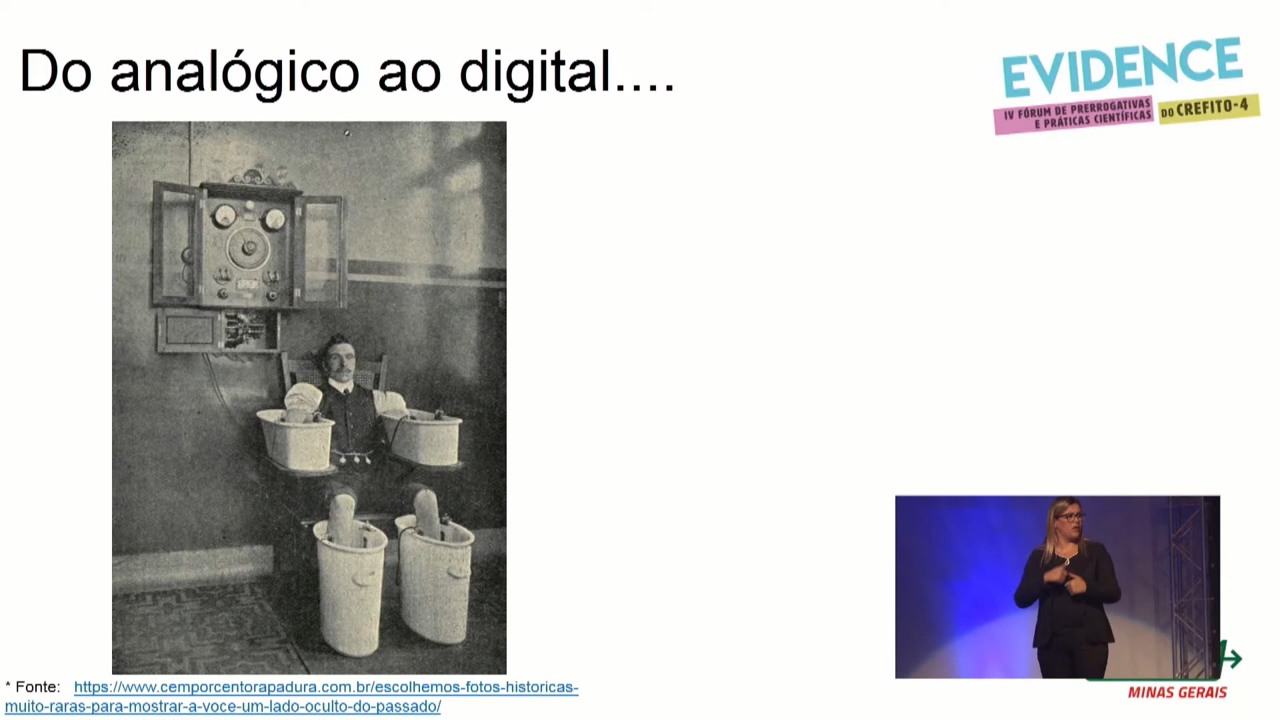 Do analógico ao digital....
EVIDENCE
IV FÓRUM DE PRERROGATIVAS
E PRÁTICAS CIENTÍFICAS
DO CREFITO-4
* Fonte: https://www.cemporcentorapadura.com.br/escolhemos-fotos-historicas-
muito-raras-para-mostrar-a-voce-um-lado-oculto-do-passado/
MINAS GERAIS